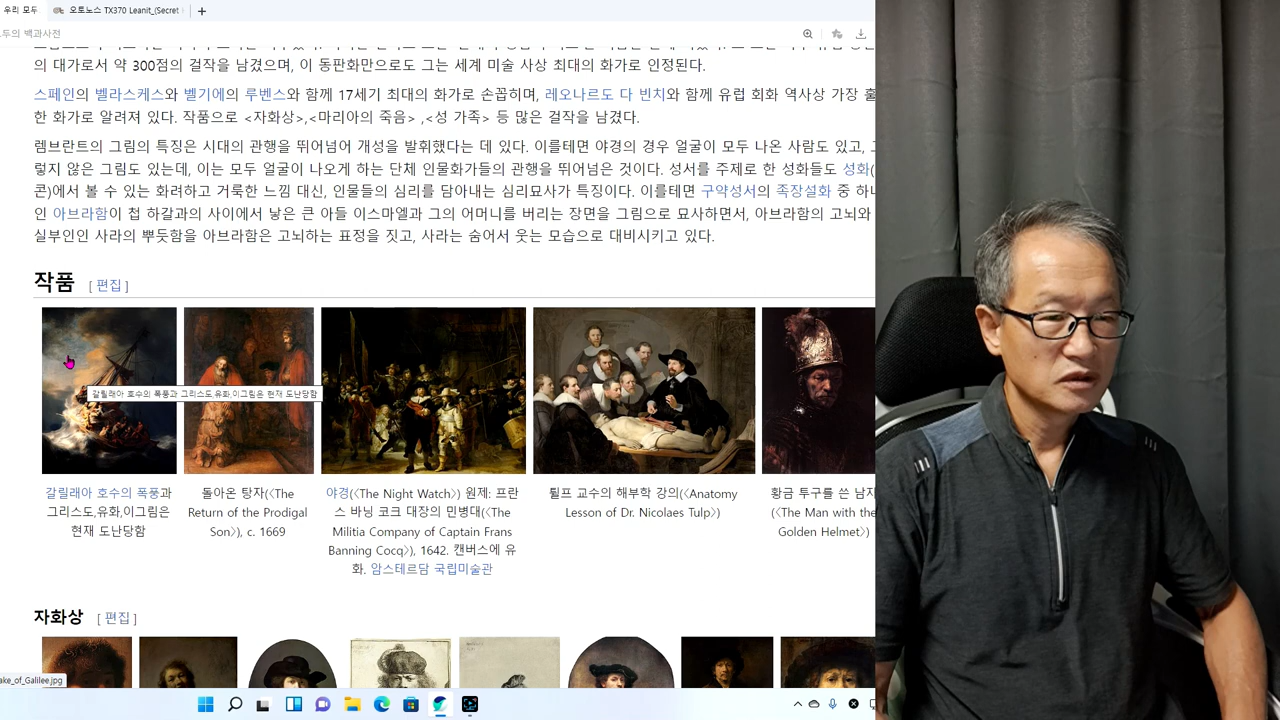 우리 모두
오토노스 TX370 Leanit_(Secret
두의 백과사전
의 대가로서 약 300점의 걸작을 남겼으며, 이 동판화만으로도 그는 세계 미술 사상 최대의 화가로 인정된다.
스페인의 벨라스케스와 벨기에의 루벤스와 함께 17세기 최대의 화가로 손꼽히며, 레오나르도 다 빈치와 함께 유럽 회화 역사상 가장 훌
한 화가로 알려져 있다. 작품으로 <자화상>,<마리아의 죽음> ,<성 가족> 등 많은 걸작을 남겼다.
렘브란트의 그림의 특징은 시대의 관행을 뛰어넘어 개성을 발휘했다는 데 있다. 이를테면 야경의 경우 얼굴이 모두 나온 사람도 있고, 그
렇지 않은 그림도 있는데, 이는 모두 얼굴이 나오게 하는 단체 인물화가들의 관행을 뛰어넘은 것이다. 성서를 주제로 한 성화들도 성화(
콘)에서 볼 수 있는 화려하고 거룩한 느낌 대신, 인물들의 심리를 담아내는 심리묘사가 특징이다. 이를테면 구약성서의 족장설화 중 하나
인 아브라함이 첩 하갈과의 사이에서 낳은 큰 아들 이스마엘과 그의 어머니를 버리는 장면을 그림으로 묘사하면서, 아브라함의 고뇌와
실부인인 사라의 뿌듯함을 아브라함은 고뇌하는 표정을 짓고, 사라는 숨어서 웃는 모습으로 대비시키고 있다.
작품 [ 편집 ]
갈릴래아 호수의 폭풍과 그리스도,유화,이그림은 현재 도난당함
갈릴래아 호수의 폭풍과
그리스도,유화,이그림은
현재 도난당함
돌아온 탕자(〈The
Return of the Prodigal
Son〉), c. 1669
야경(〈The Night Watch〉) 원제: 프란
스 바닝 코크 대장의 민병대(〈The
Militia Company of Captain Frans
Banning Cocq〉), 1642. 캔버스에 유
화. 암스테르담 국립미술관
튈프 교수의 해부학 강의(〈Anatomy
Lesson of Dr. Nicolaes Tulp〉)
황금 투구를 쓴 남자
(〈The Man with the
Golden Helmet〉)
자화상 [ 편집 ]
ake_of_Galilee.jpg